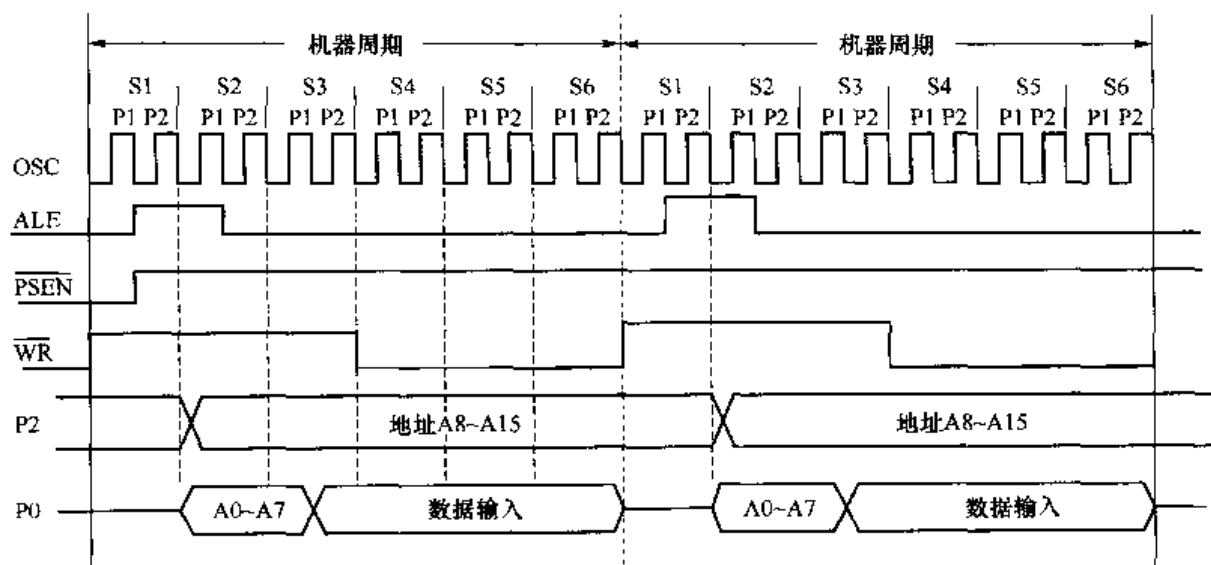 机器周期 机器周期
S1 S2 S3 S4 S5 S6 S1 S2 S3 S4 S5 S6
P1 P2 P1 P2 P1 P2 P1 P2 P1 P2 P1 P2 P1 P2 P1 P2 P1 P2 P1 P2 P1 P2 P1 P2
OSC
ALE
PSEN
WR
P2 地址A8~A15 地址A8~A15
P0 A0~A7 数据输入 A0~A7 数据输入